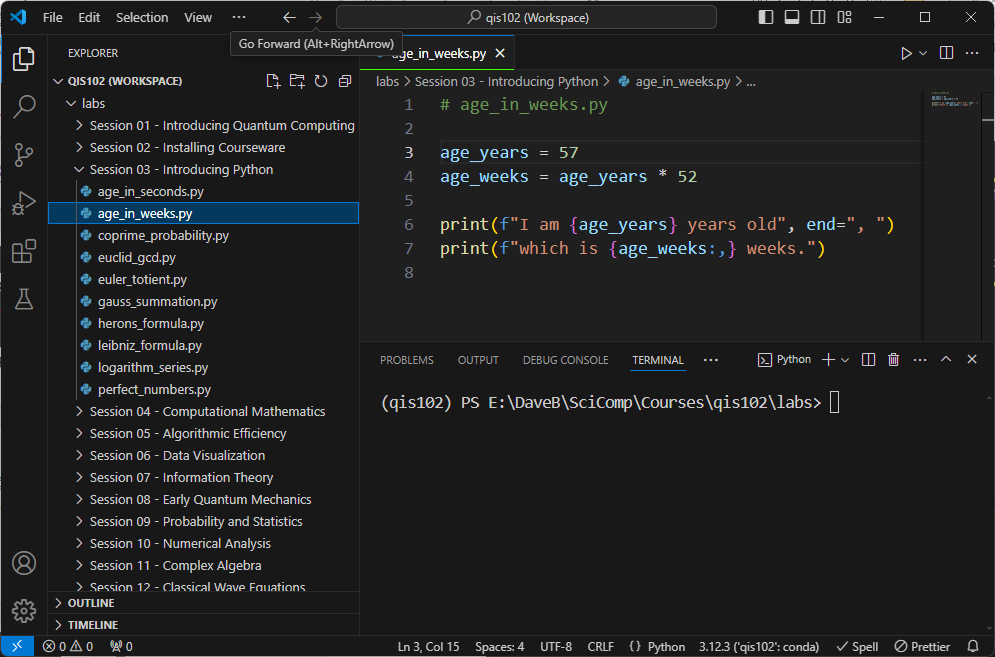 File Edit Selection View ··· qis102 (Workspace)
Go Forward (Alt+RightArrow)
EXPLORER
QIS102 (WORKSPACE)
labs
Session 01 - Introducing Quantum Computing
Session 02 - Installing Courseware
Session 03 - Introducing Python
age_in_seconds.py
age_in_weeks.py
coprime_probability.py
euclid_gcd.py
euler_totient.py
gauss_summation.py
herons_formula.py
leibniz_formula.py
logarithm_series.py
perfect_numbers.py
Session 04 - Computational Mathematics
Session 05 - Algorithmic Efficiency
Session 06 - Data Visualization
Session 07 - Information Theory
Session 08 - Early Quantum Mechanics
Session 09 - Probability and Statistics
Session 10 - Numerical Analysis
Session 11 - Complex Algebra
Session 12 - Classical Wave Equations
OUTLINE
TIMELINE
age_in_weeks.py
labs > Session 03 - Introducing Python > age_in_weeks.py > ...
1 # age_in_weeks.py
2
3 age_years = 57
4 age_weeks = age_years * 52
5
6 print(f"I am {age_years} years old", end=", ")
7 print(f"which is {age_weeks:,} weeks.")
8
PROBLEMS OUTPUT DEBUG CONSOLE TERMINAL ··· Python
(qis102) PS E:\DaveB\SciComp\Courses\qis102\labs>
0 0 0 Ln 3, Col 15 Spaces: 4 UTF-8 CRLF {} Python 3.12.3 ('qis102': conda) Spell Prettier